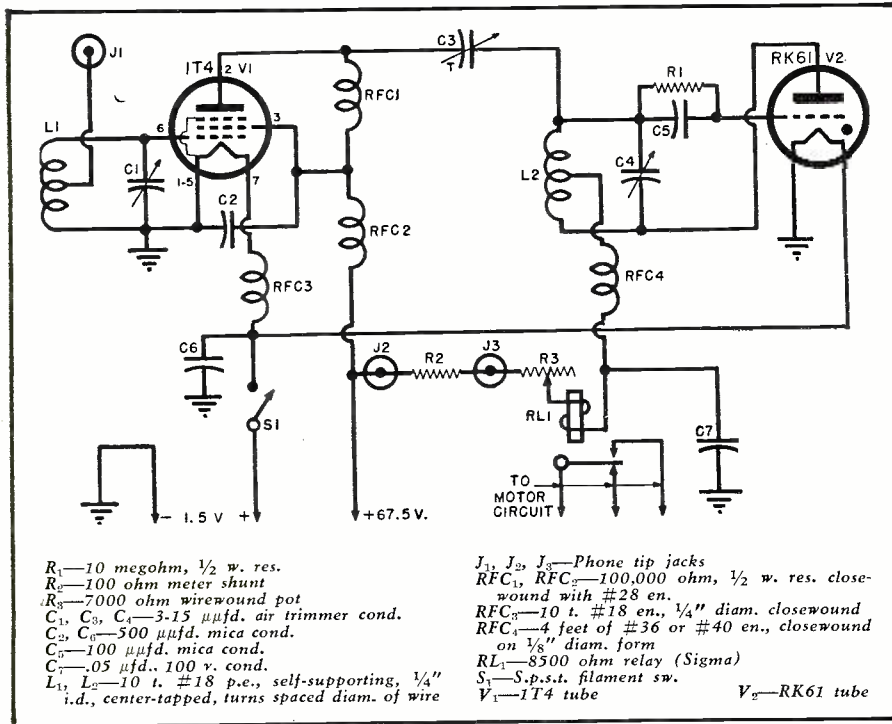 J1
1T4
2
V1
C3
T
RK61
V2
RFC1
R1
C5
L1
6
3
C1
1-5
7
C2
L2
C4
RFC2
RFC3
RFC4
C6
J2
R2
J3
R3
RL1
S1
C7
TO
MOTOR
CIRCUIT
- 1.5 V +
+67.5V.
R₁—10 megohm, ½ w. res.
R₂—100 ohm meter shunt
R₃—7000 ohm wirewound pot
C₁, C₃, C₄—3-15 μμfd. air trimmer cond.
C₂, C₆—500 μμfd. mica cond.
C₅—100 μμfd. mica cond.
C₇—.05 μfd., 100 v. cond.
L₁, L₂—10 t. #18 p.e., self-supporting, ¼"
i.d., center-tapped, turns spaced diam. of wire
J₁, J₂, J₃—Phone tip jacks
RFC₁, RFC₂—100,000 ohm, ½ w. res. close-
wound with #28 en.
RFC₃—10 t. #18 en., ¼" diam. closewound
RFC₄—4 feet of #36 or #40 en., closewound
on ⅛" diam. form
RL₁—8500 ohm relay (Sigma)
S₁—S.p.s.t. filament sw.
V₁—1T4 tube V₂—RK61 tube